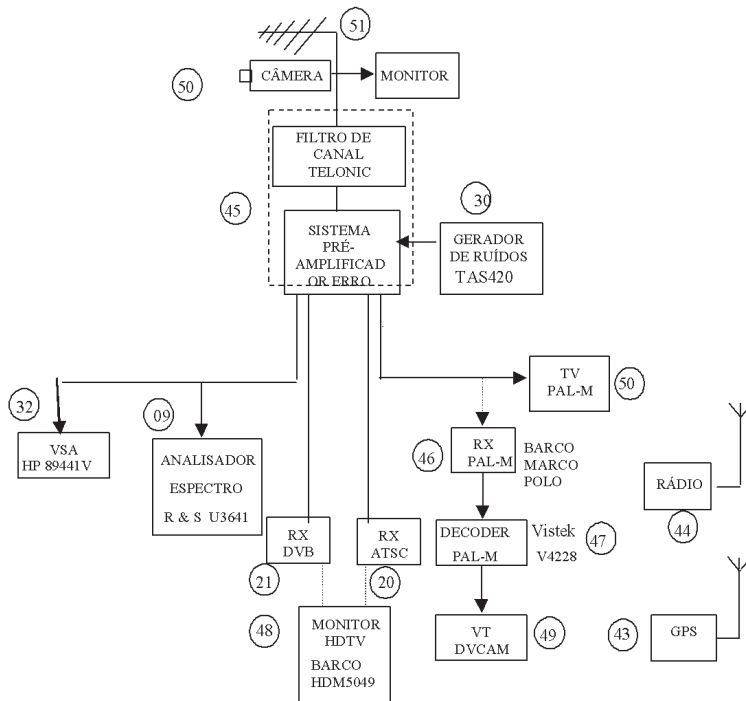 51
50
CÂMERA
MONITOR
FILTRO DE
CANAL
TELONIC
45
30
SISTEMA
PRÉ-
AMPLIFICAD
OR ERRO
GERADOR
DE RUÍDOS
TAS420
TV
PAL-M
50
32
09
VSA
HP 89441V
ANALISADOR
ESPECTRO
R & S U3641
46
RX
PAL-M
BARCO
MARCO
POLO
RÁDIO
44
RX
DVB
RX
ATSC
DECODER
PAL-M
Vistek
V4228
47
21
20
48
MONITOR
HDTV
BARCO
HDM5049
VT
DVCAM
49
43
GPS